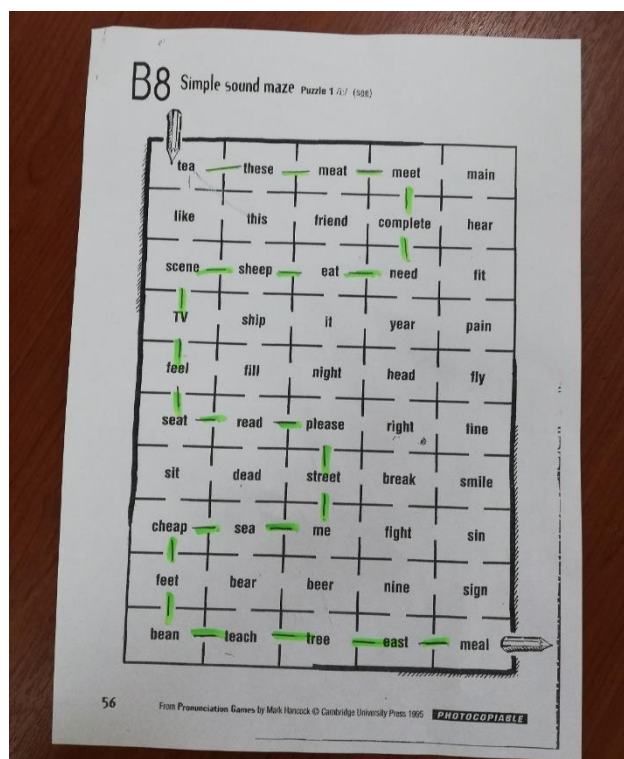 B8 Simple sound maze Puzzle 1 /iː/ (see)
tea these meat meet main
like this friend complete hear
scene sheep eat need fit
TV ship it year pain
feel fill night head fly
seat read please right fine
sit dead street break smile
cheap sea me fight sin
feet bear beer nine sign
bean teach tree east meal
56 From Pronunciation Games by Mark Hancock © Cambridge University Press 1995 PHOTOCOPIABLE